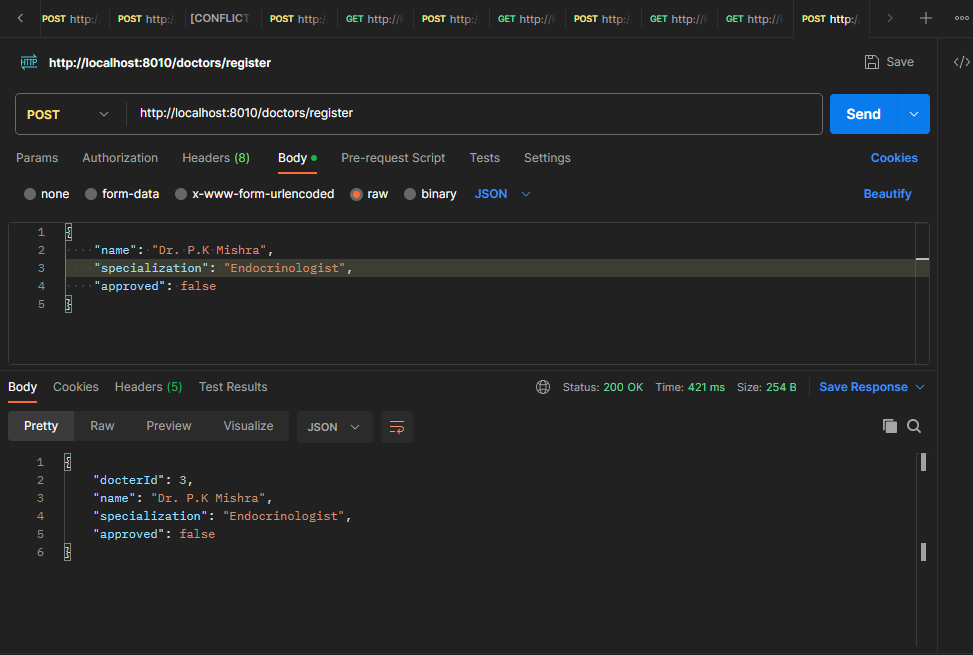 POST http:/ POST http:/ [CONFLICT POST http:/ GET http://l POST http:/ GET http://l POST http:/ GET http://l GET http://l POST http:/
HTTP http://localhost:8010/doctors/register Save </>
POST http://localhost:8010/doctors/register Send
Params Authorization Headers (8) Body Pre-request Script Tests Settings Cookies
none form-data x-www-form-urlencoded raw binary JSON Beautify
1 {
2 ····"name":·"Dr.·P.K·Mishra",
3 ····"specialization":·"Endocrinologist",
4 ····"approved":·false
5 }
Body Cookies Headers (5) Test Results Status: 200 OK Time: 421 ms Size: 254 B Save Response
Pretty Raw Preview Visualize JSON
1 {
2 "docterId": 3,
3 "name": "Dr. P.K Mishra",
4 "specialization": "Endocrinologist",
5 "approved": false
6 }